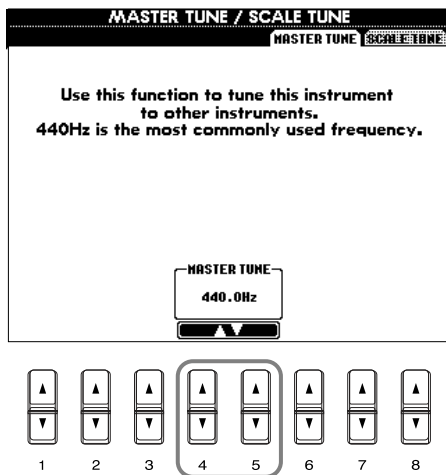 MASTER TUNE / SCALE TUNE
MASTER TUNE SCALE TUNE
Use this function to tune this instrument
to other instruments.
440Hz is the most commonly used frequency.
MASTER TUNE
440.0Hz
1 2 3 4 5 6 7 8